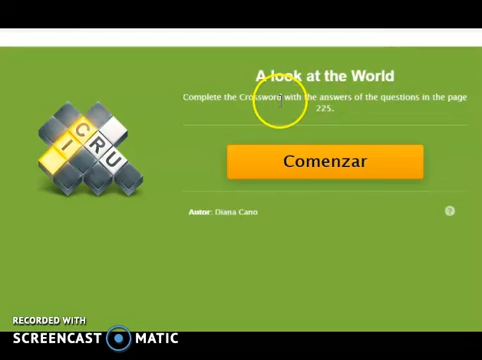 A look at the World
Complete the Crossword with the answers of the questions in the page
225.
CRU
I
Comenzar
Autor: Diana Cano
?
RECORDED WITH
SCREENCAST MATIC